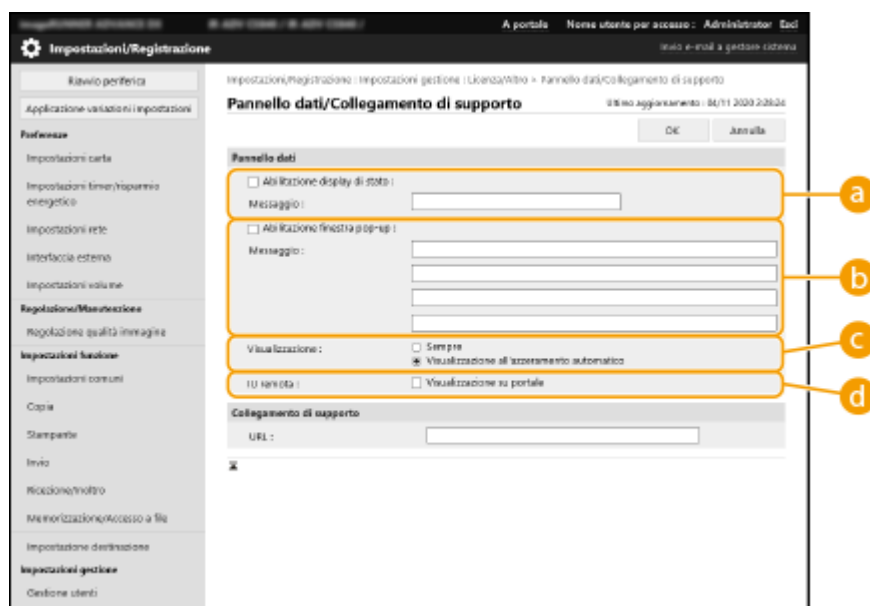 A portale Nome utente per accesso : Administrator Esci
Impostazioni/Registrazione
Invio e-mail a gestore sistema
Riavvio periferica
Applicazione variazioni impostazioni
Preferenze
Impostazioni carta
Impostazioni timer/risparmio
energetico
Impostazioni rete
Interfaccia esterna
Impostazioni volume
Regolazione/Manutenzione
Regolazione qualità immagine
Impostazioni funzione
Impostazioni comuni
Copia
Stampante
Invio
Ricezione/Inoltro
Memorizzazione/Accesso a file
Impostazione destinazione
Impostazioni gestione
Gestione utenti
Impostazioni/Registrazione : Impostazioni gestione : Licenza/Altro > Pannello dati/Collegamento di supporto
Pannello dati/Collegamento di supporto
Ultimo aggiornamento : 04/11 2020 2:28:24
OK Annulla
Pannello dati
Abilitazione display di stato :
Messaggio :
a
Abilitazione finestra pop-up :
Messaggio :
b
Visualizzazione : Sempre
Visualizzazione all'azzeramento automatico
c
IU remota : Visualizzazione su portale
d
Collegamento di supporto
URL :